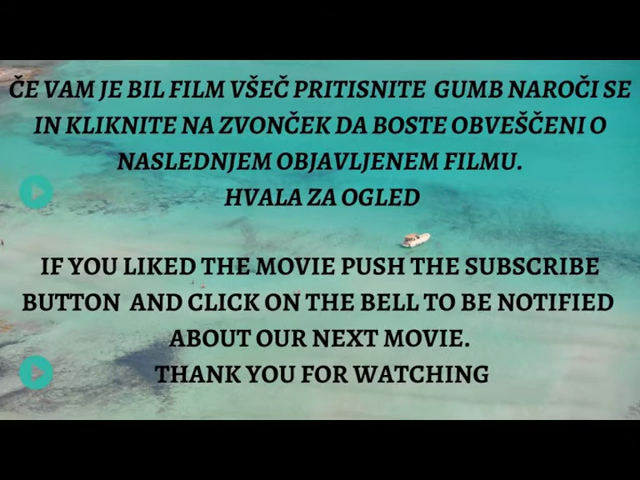 ČE VAM JE BIL FILM VŠEČ PRITISNITE GUMB NAROČI SE
IN KLIKNITE NA ZVONČEK DA BOSTE OBVEŠČENI O
NASLEDNJEM OBJAVLJENEM FILMU.
HVALA ZA OGLED
IF YOU LIKED THE MOVIE PUSH THE SUBSCRIBE
BUTTON AND CLICK ON THE BELL TO BE NOTIFIED
ABOUT OUR NEXT MOVIE.
THANK YOU FOR WATCHING